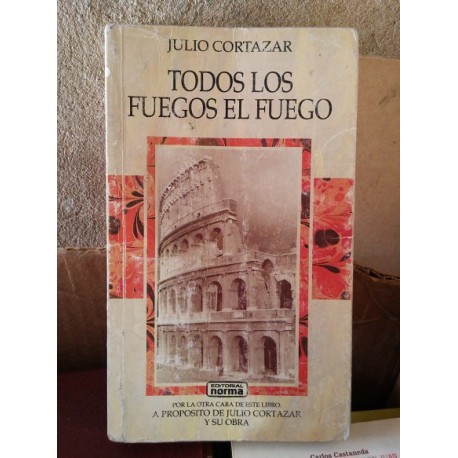 JULIO CORTAZAR
TODOS LOS
FUEGOS EL FUEGO
EDITORIAL
norma
POR LA OTRA CARA DE ESTE LIBRO:
A PROPOSITO DE JULIO CORTAZAR
Y SU OBRA
Carlos Castaneda
JUAN